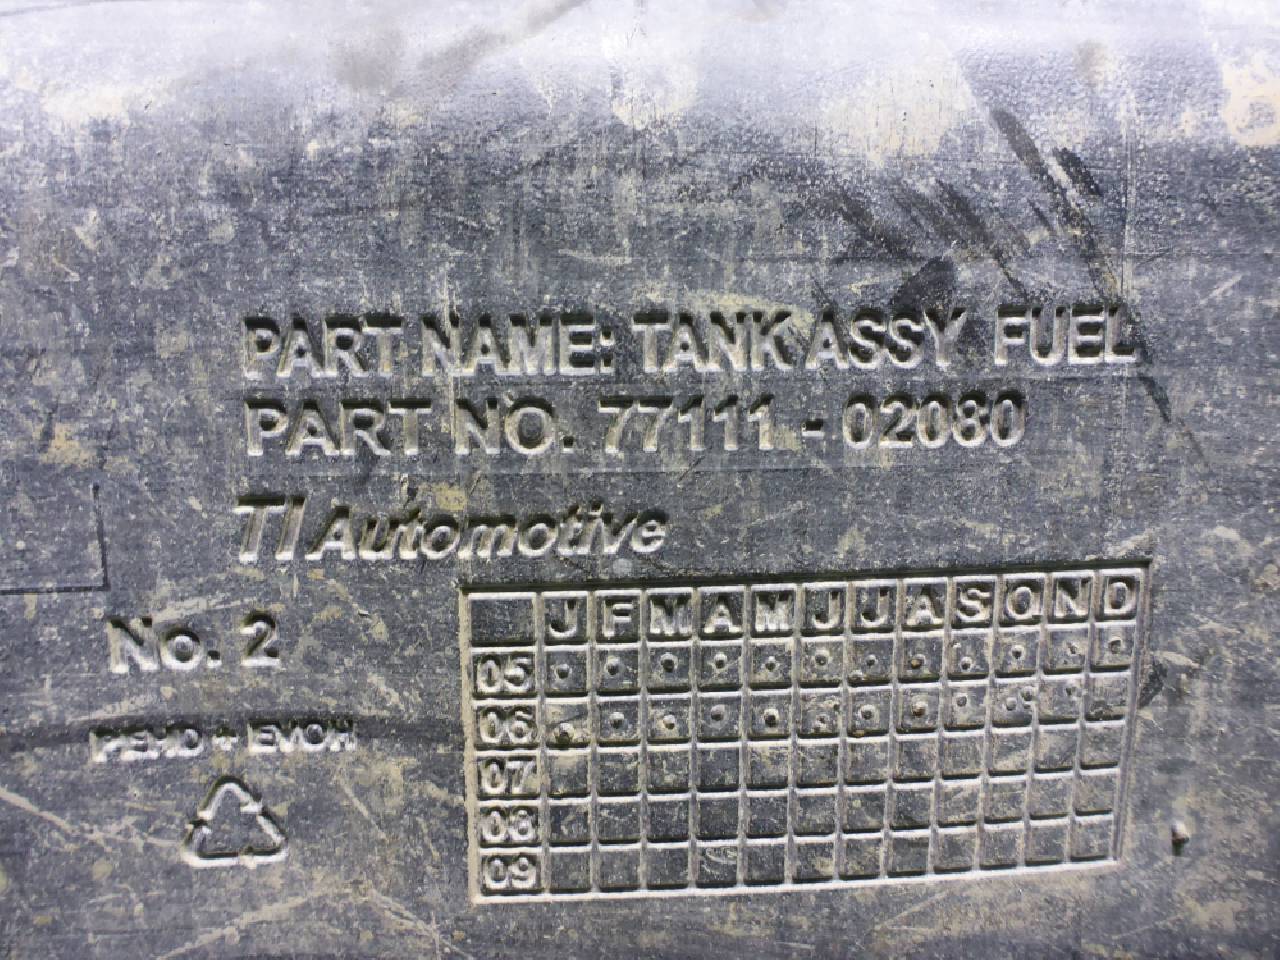 PART NAME: TANK ASSY FUEL
PART NO. 77111-02080
TI Automotive
No. 2
PEHD + EVOH
J F M A M J J A S O N D
05
06
07
08
09